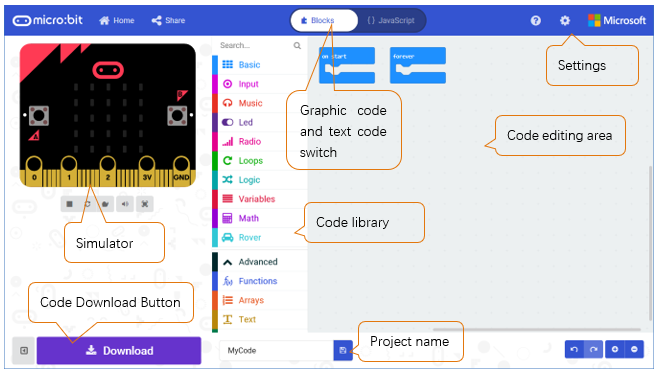 micro:bit
Home
Share
Blocks
{} JavaScript
Microsoft
Search...
Basic
Input
Music
Led
Radio
Loops
Logic
Variables
Math
Rover
Advanced
Functions
Arrays
Text
on start
forever
Settings
Graphic code
and text code
switch
Code editing area
Code library
A
B
0 1 2 3V GND
Simulator
Code Download Button
Download
MyCode
Project name